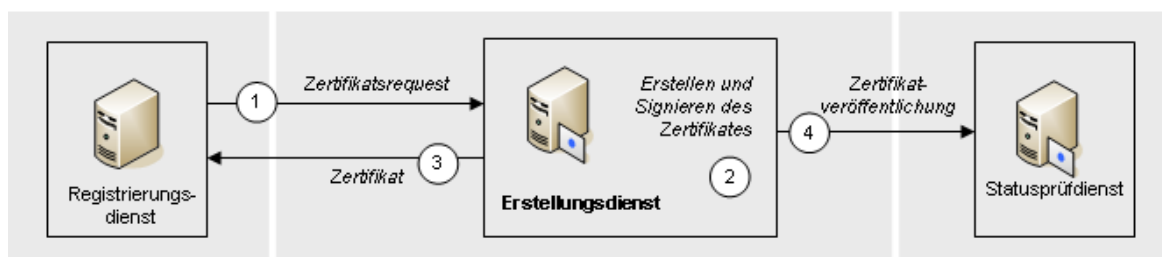 Registrierungs-
dienst
1
Zertifikatsrequest
3
Zertifikat
Erstellen und
Signieren des
Zertifikates
2
Erstellungsdienst
4
Zertifikat-
veröffentlichung
Statusprüfdienst